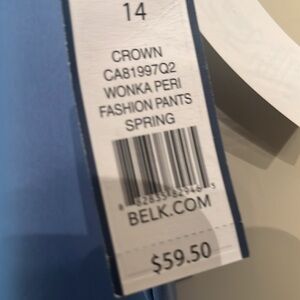 14
CROWN
CA81997Q2
WONKA PERI
FASHION PANTS
SPRING
BELK.COM
$59.50